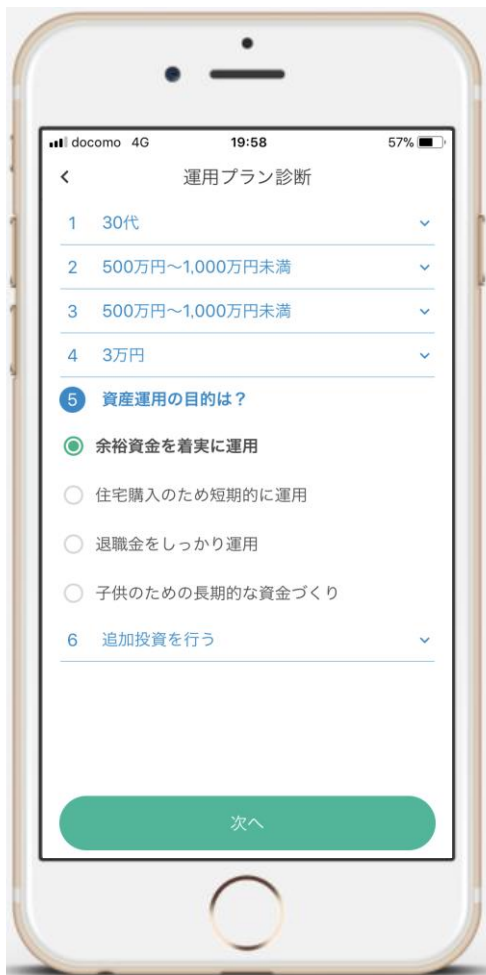 docomo 4G 19:58 57%
運用プラン診断
1 30代
2 500万円〜1,000万円未満
3 500万円〜1,000万円未満
4 3万円
5 資産運用の目的は？
余裕資金を着実に運用
住宅購入のため短期的に運用
退職金をしっかり運用
子供のための長期的な資金づくり
6 追加投資を行う
次へ